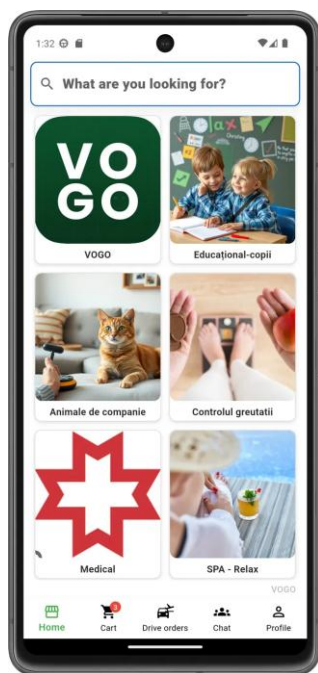 1:32
What are you looking for?
VO
GO
VOGO
Educațional-copii
Animale de companie
Controlul greutatii
Medical
SPA - Relax
VOGO
3
Home
Cart
Drive orders
Chat
Profile